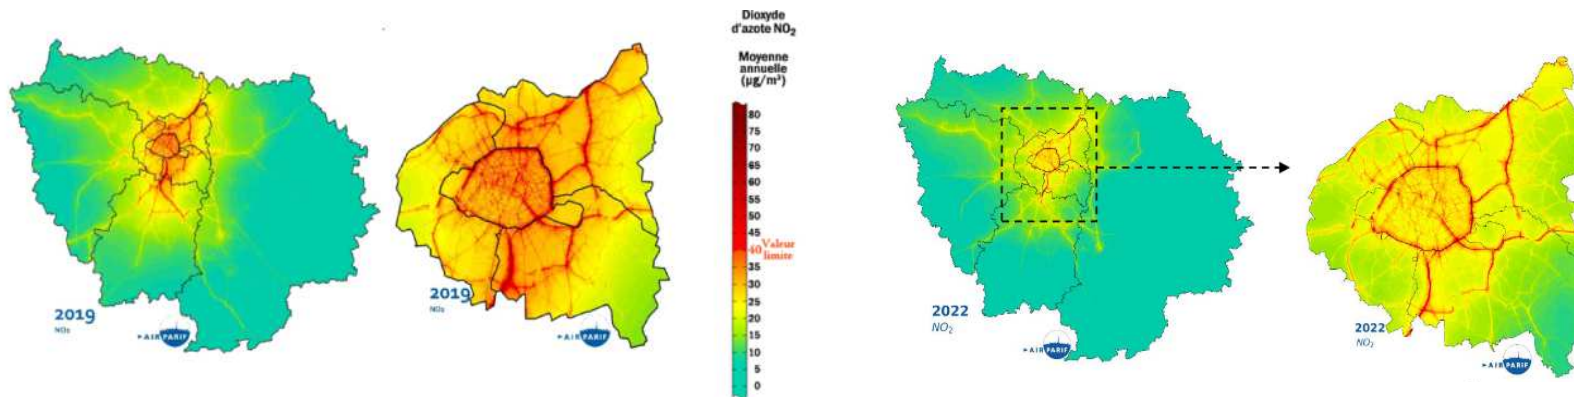 2019
NO₂
AIRPARIF
2019
NO₂
AIRPARIF
Dioxyde
d'azote NO₂
Moyenne
annuelle
(µg/m³)
80
75
70
65
60
55
50
45
40 Valeur
limite
35
30
25
20
15
10
5
0
2022
NO₂
AIRPARIF
2022
NO₂
AIRPARIF